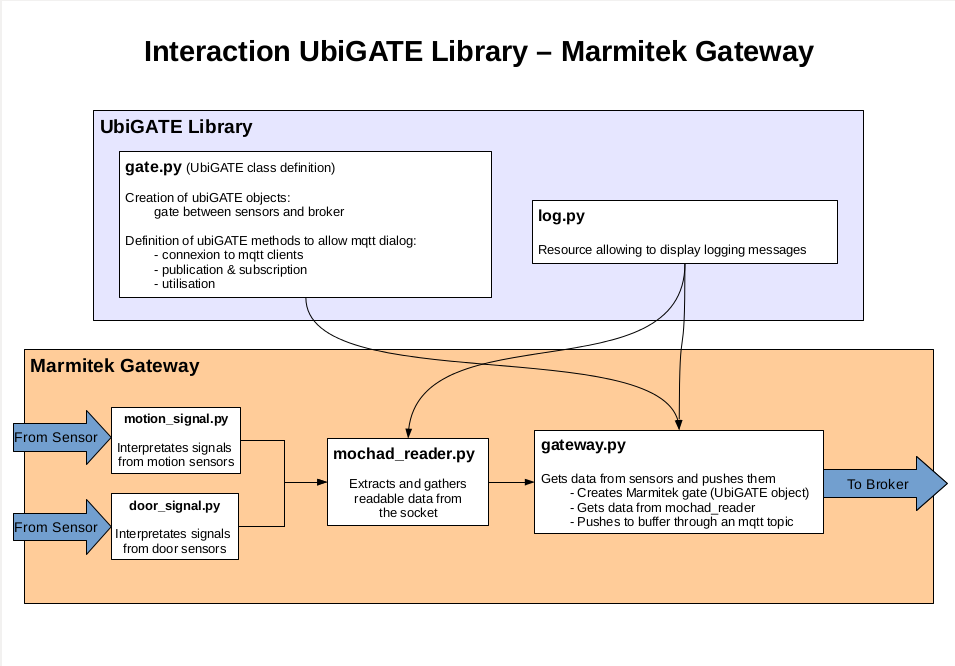 Interaction UbiGATE Library – Marmitek Gateway
UbiGATE Library
gate.py (UbiGATE class definition)
Creation of ubiGATE objects:
gate between sensors and broker
Definition of ubiGATE methods to allow mqtt dialog:
- connexion to mqtt clients
- publication & subscription
- utilisation
log.py
Resource allowing to display logging messages
Marmitek Gateway
From Sensor
motion_signal.py
Interpretates signals
from motion sensors
From Sensor
door_signal.py
Interpretates signals
from door sensors
mochad_reader.py
Extracts and gathers
readable data from
the socket
gateway.py
Gets data from sensors and pushes them
- Creates Marmitek gate (UbiGATE object)
- Gets data from mochad_reader
- Pushes to buffer through an mqtt topic
To Broker